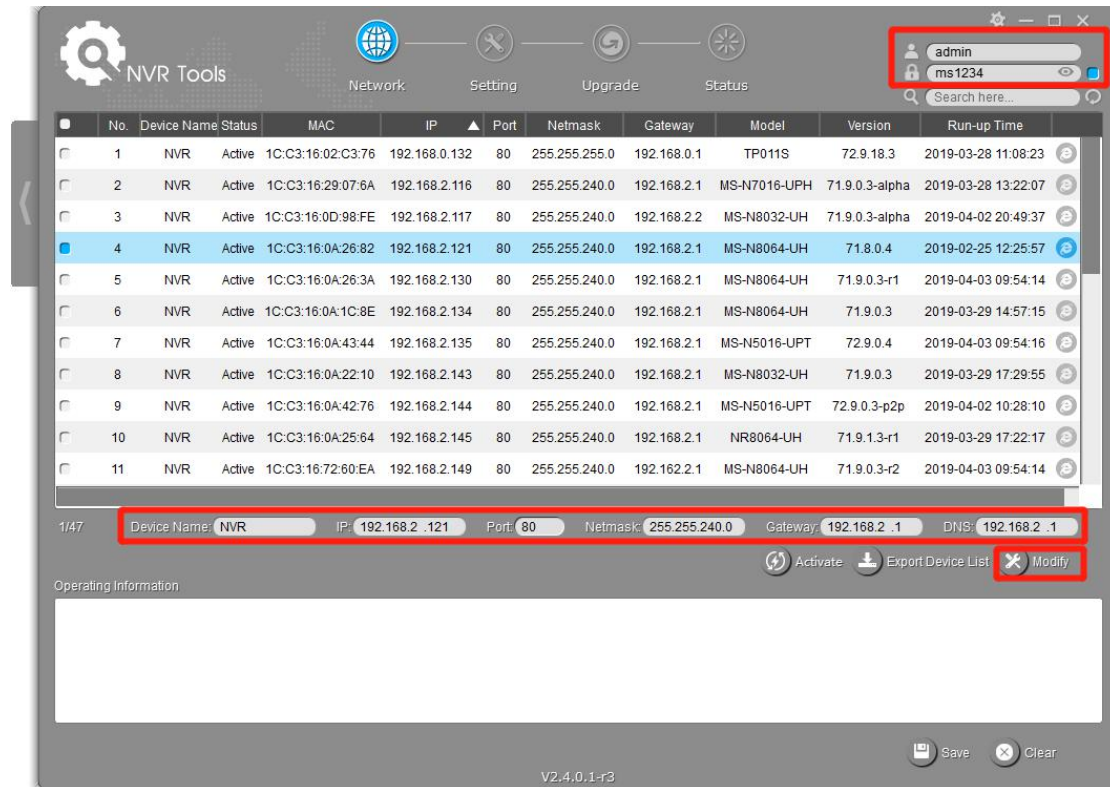 admin
NVR Tools
ms1234
Network Setting Upgrade Status
Search here...
No. Device Name Status MAC IP Port Netmask Gateway Model Version Run-up Time
1 NVR Active 1C:C3:16:02:C3:76 192.168.0.132 80 255.255.255.0 192.168.0.1 TP011S 72.9.18.3 2019-03-28 11:08:23
2 NVR Active 1C:C3:16:29:07:6A 192.168.2.116 80 255.255.240.0 192.168.2.1 MS-N7016-UPH 71.9.0.3-alpha 2019-03-28 13:22:07
3 NVR Active 1C:C3:16:0D:98:FE 192.168.2.117 80 255.255.240.0 192.168.2.2 MS-N8032-UH 71.9.0.3-alpha 2019-04-02 20:49:37
4 NVR Active 1C:C3:16:0A:26:82 192.168.2.121 80 255.255.240.0 192.168.2.1 MS-N8064-UH 71.8.0.4 2019-02-25 12:25:57
5 NVR Active 1C:C3:16:0A:26:3A 192.168.2.130 80 255.255.240.0 192.168.2.1 MS-N8064-UH 71.9.0.3-r1 2019-04-03 09:54:14
6 NVR Active 1C:C3:16:0A:1C:8E 192.168.2.134 80 255.255.240.0 192.168.2.1 MS-N8064-UH 71.9.0.3 2019-03-29 14:57:15
7 NVR Active 1C:C3:16:0A:43:44 192.168.2.135 80 255.255.240.0 192.168.2.1 MS-N5016-UPT 72.9.0.4 2019-04-03 09:54:16
8 NVR Active 1C:C3:16:0A:22:10 192.168.2.143 80 255.255.240.0 192.168.2.1 MS-N8032-UH 71.9.0.3 2019-03-29 17:29:55
9 NVR Active 1C:C3:16:0A:42:76 192.168.2.144 80 255.255.240.0 192.168.2.1 MS-N5016-UPT 72.9.0.3-p2p 2019-04-02 10:28:10
10 NVR Active 1C:C3:16:0A:25:64 192.168.2.145 80 255.255.240.0 192.168.2.1 NR8064-UH 71.9.1.3-r1 2019-03-29 17:22:17
11 NVR Active 1C:C3:16:72:60:EA 192.168.2.149 80 255.255.240.0 192.162.2.1 MS-N8064-UH 71.9.0.3-r2 2019-04-03 09:54:14
1/47 Device Name: NVR IP: 192.168.2 .121 Port: 80 Netmask: 255.255.240.0 Gateway: 192.168.2 .1 DNS: 192.168.2 .1
Activate Export Device List Modify
Operating Information
Save Clear
V2.4.0.1-r3